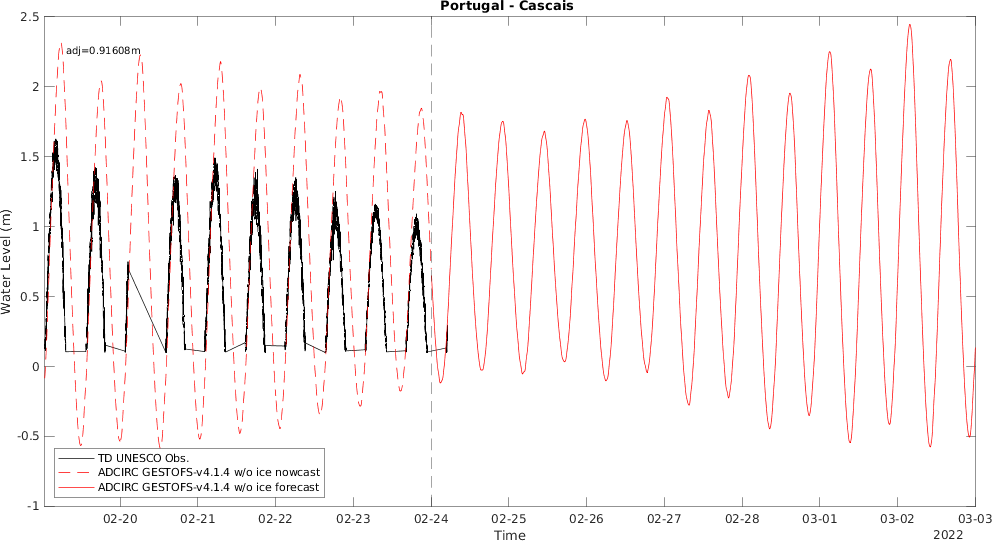 Portugal - Cascais
adj=0.91608m
2.5
2
1.5
1
0.5
0
-0.5
-1
Water Level (m)
TD UNESCO Obs.
ADCIRC GESTOFS-v4.1.4 w/o ice nowcast
ADCIRC GESTOFS-v4.1.4 w/o ice forecast
02-20 02-21 02-22 02-23 02-24 02-25 02-26 02-27 02-28 03-01 03-02 03-03
Time
2022